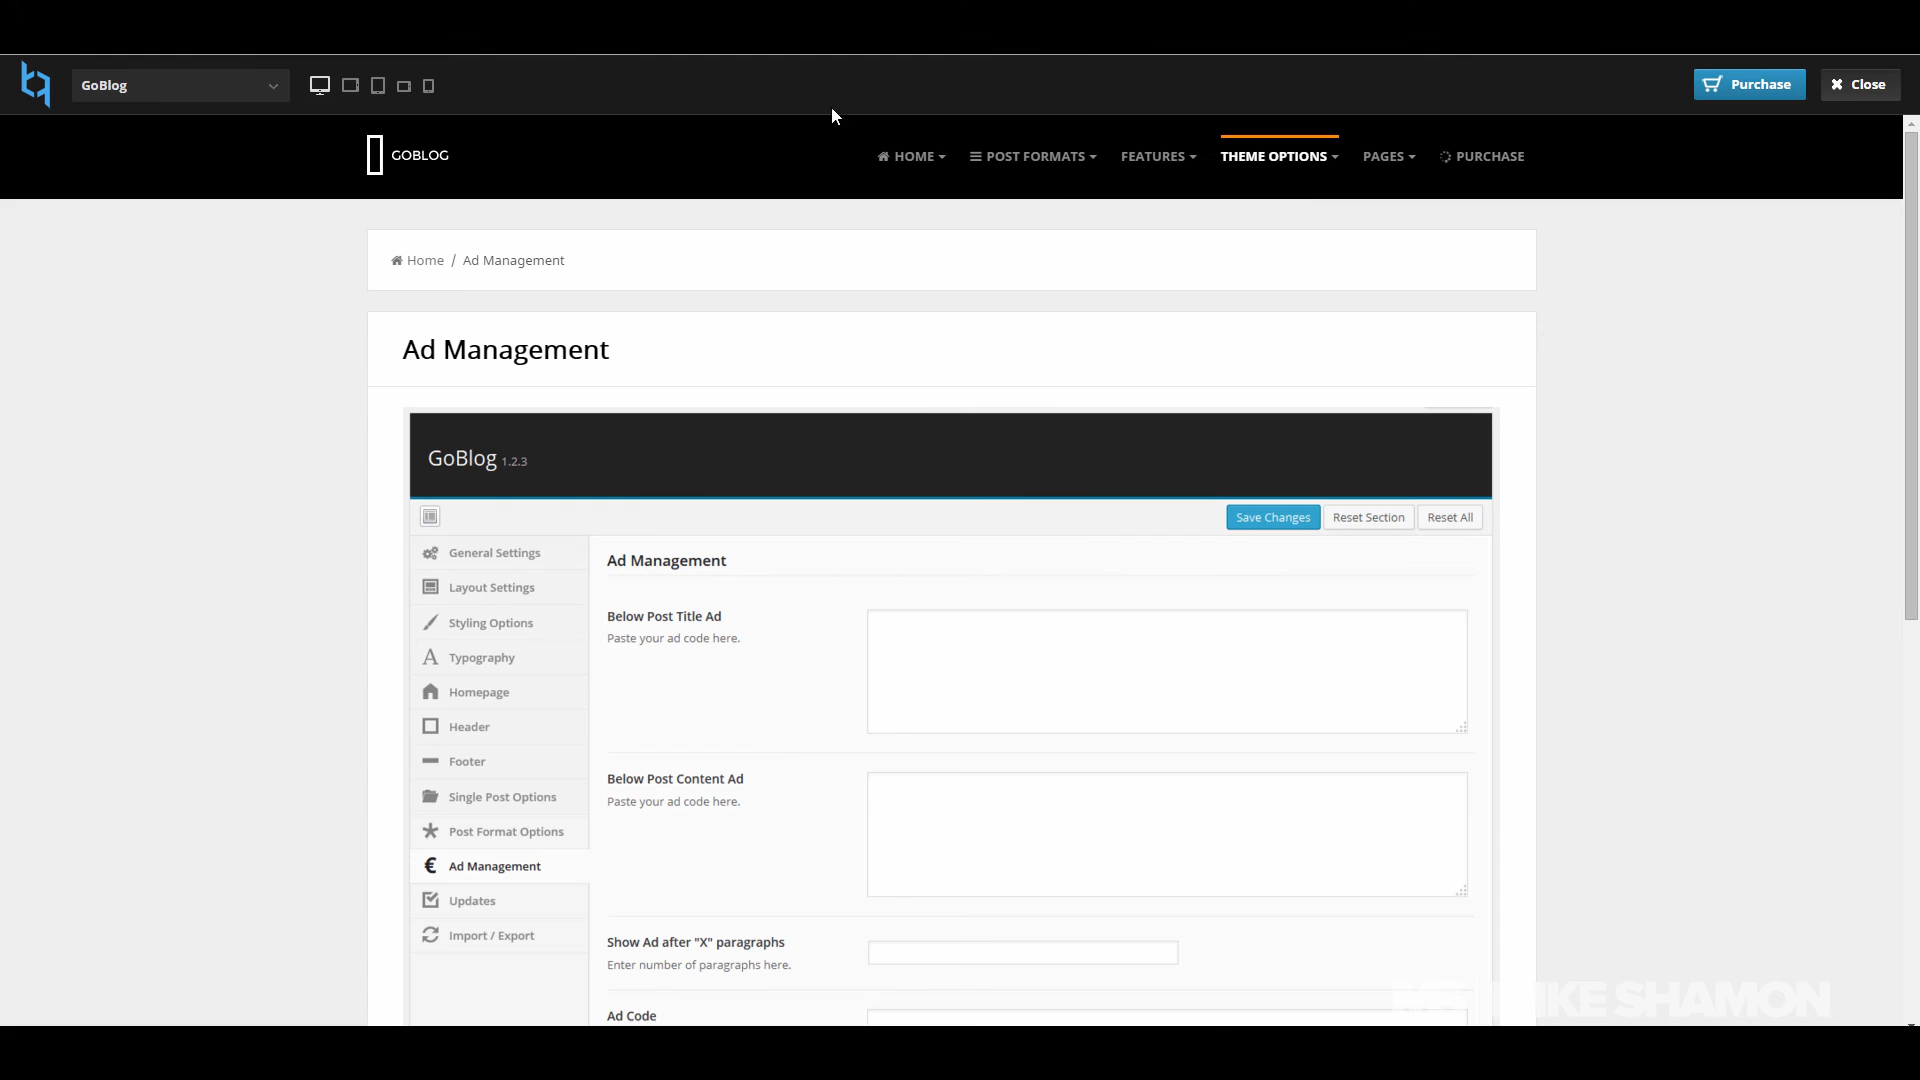 GoBlog
Purchase
Close
GOBLOG
HOME
POST FORMATS
FEATURES
THEME OPTIONS
PAGES
PURCHASE
Home / Ad Management
Ad Management
GoBlog 1.2.3
Save Changes
Reset Section
Reset All
General Settings
Layout Settings
Styling Options
Typography
Homepage
Header
Footer
Single Post Options
Post Format Options
Ad Management
Updates
Import / Export
Ad Management
Below Post Title Ad
Paste your ad code here.
Below Post Content Ad
Paste your ad code here.
Show Ad after "X" paragraphs
Enter number of paragraphs here.
Ad Code
SHAMON